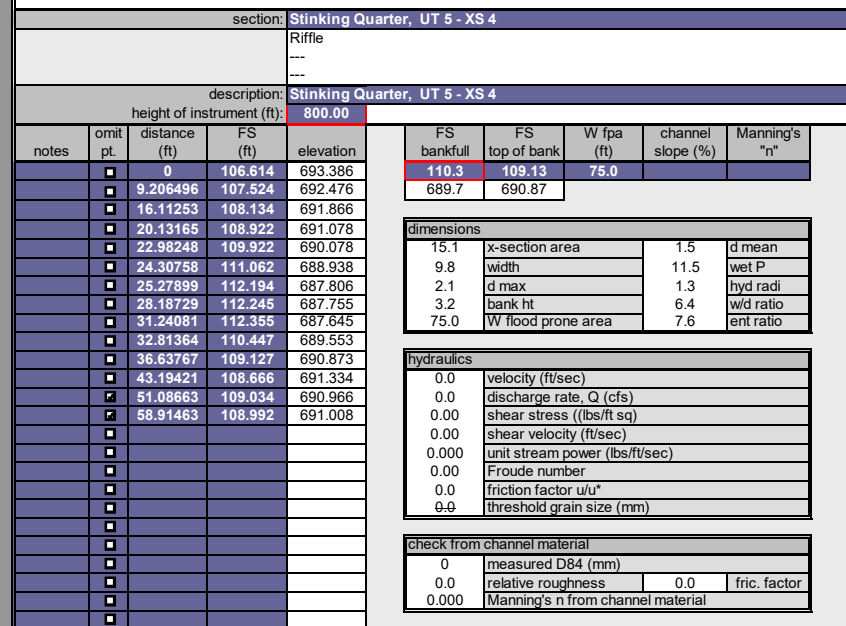 section: Stinking Quarter, UT 5 - XS 4
Riffle
---
---
description: Stinking Quarter, UT 5 - XS 4
height of instrument (ft): 800.00
omit distance FS FS FS W fpa channel Manning's
notes pt. (ft) (ft) elevation bankfull top of bank (ft) slope (%) "n"
0 106.614 693.386 110.3 109.13 75.0
9.206496 107.524 692.476 689.7 690.87
16.11253 108.134 691.866
20.13165 108.922 691.078 dimensions
22.98248 109.922 690.078 15.1 x-section area 1.5 d mean
24.30758 111.062 688.938 9.8 width 11.5 wet P
25.27899 112.194 687.806 2.1 d max 1.3 hyd radi
28.18729 112.245 687.755 3.2 bank ht 6.4 w/d ratio
31.24081 112.355 687.645 75.0 W flood prone area 7.6 ent ratio
32.81364 110.447 689.553
36.63767 109.127 690.873 hydraulics
43.19421 108.666 691.334 0.0 velocity (ft/sec)
51.08663 109.034 690.966 0.0 discharge rate, Q (cfs)
58.91463 108.992 691.008 0.00 shear stress ((lbs/ft sq)
0.00 shear velocity (ft/sec)
0.000 unit stream power (lbs/ft/sec)
0.00 Froude number
0.0 friction factor u/u*
0.0 threshold grain size (mm)
check from channel material
0 measured D84 (mm)
0.0 relative roughness 0.0 fric. factor
0.000 Manning's n from channel material